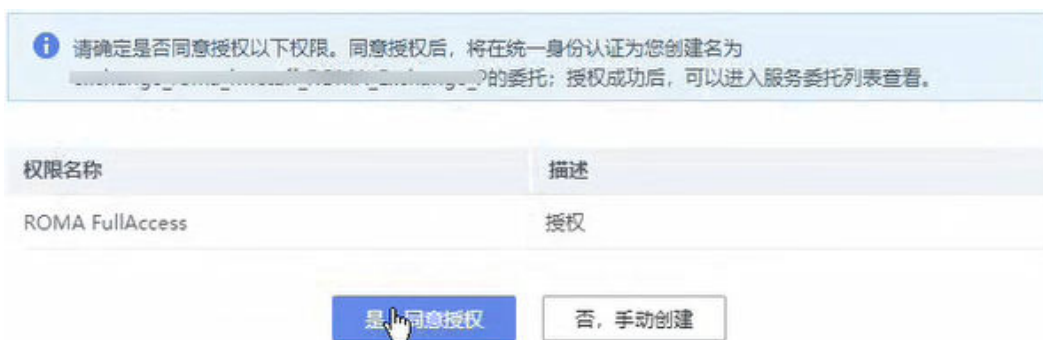 请确定是否同意授权以下权限。同意授权后，将在统一身份认证为您创建名为
的委托；授权成功后，可以进入服务委托列表查看。
权限名称 描述
ROMA FullAccess 授权
是，同意授权 否，手动创建